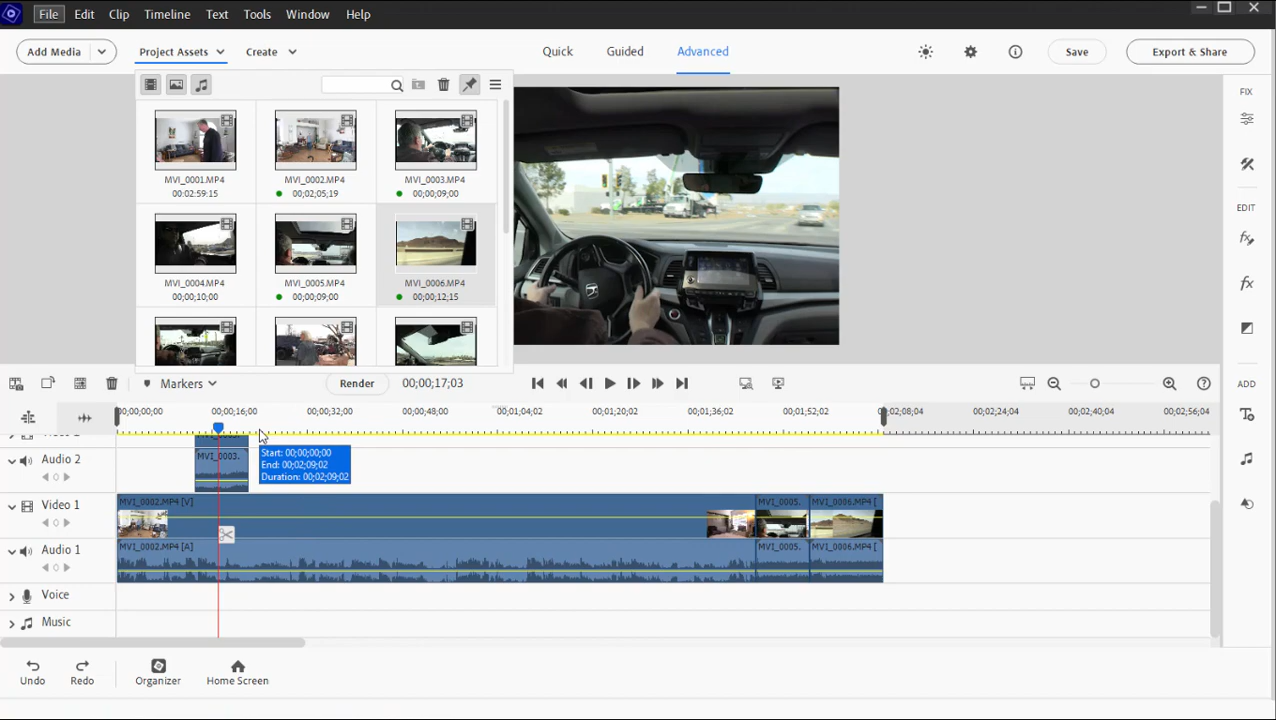 File Edit Clip Timeline Text Tools Window Help
Add Media Project Assets Create Quick Guided Advanced Save Export & Share
FIX
MVI_0001.MP4 MVI_0002.MP4 MVI_0003.MP4
00:02:59:15 00;02;05;19 00;00;09;00
EDIT
MVI_0004.MP4 MVI_0005.MP4 MVI_0006.MP4
00;00;10;00 00;00;09;00 00;00;12;15
Markers Render 00;00;17;03 ADD
00;00;00;00 00;00;16;00 00;00;32;00 00;00;48;00 00;01;04;02 00;01;20;02 00;01;36;02 00;01;52;02 00;02;08;04 00;02;24;04 00;02;40;04 00;02;56;04
Audio 2 MVI_0003.
Start: 00;00;00;00
End: 00;02;09;02
Duration: 00;02;09;02
Video 1 MVI_0002.MP4 [V] MVI_0005. MVI_0006.MP4 [
Audio 1 MVI_0002.MP4 [A] MVI_0005. MVI_0006.MP4 [
Voice
Music
Undo Redo Organizer Home Screen